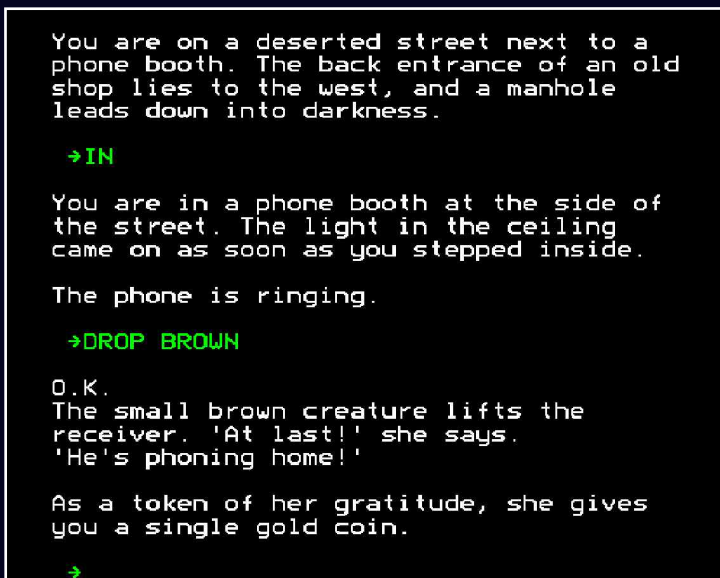 You are on a deserted street next to a
phone booth. The back entrance of an old
shop lies to the west, and a manhole
leads down into darkness.
→IN
You are in a phone booth at the side of
the street. The light in the ceiling
came on as soon as you stepped inside.
The phone is ringing.
→DROP BROWN
O.K.
The small brown creature lifts the
receiver. 'At last!' she says.
'He's phoning home!'
As a token of her gratitude, she gives
you a single gold coin.
→